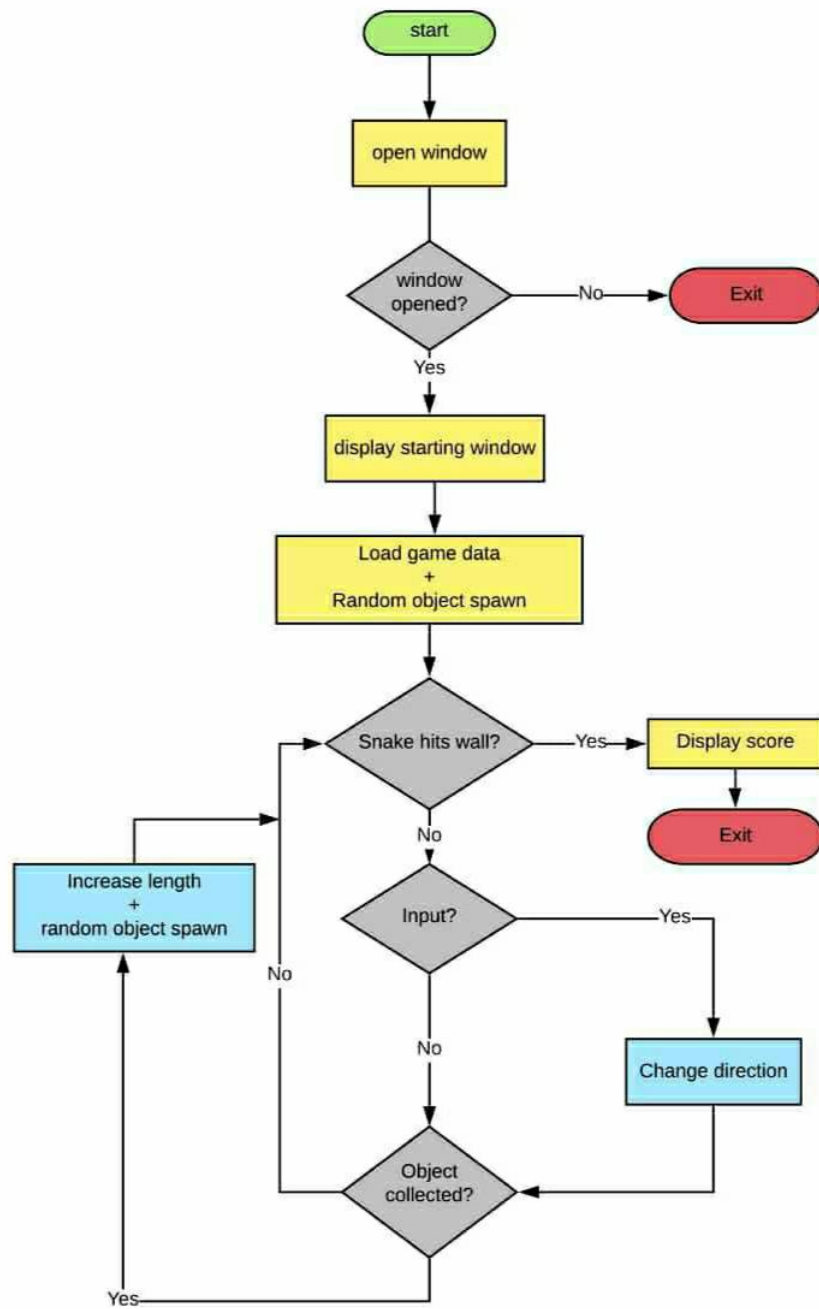 start
open window
window
opened?
No
Exit
Yes
display starting window
Load game data
+
Random object spawn
Snake hits wall?
Yes
Display score
No
Exit
Increase length
+
random object spawn
Input?
Yes
No
No
Change direction
Object
collected?
Yes